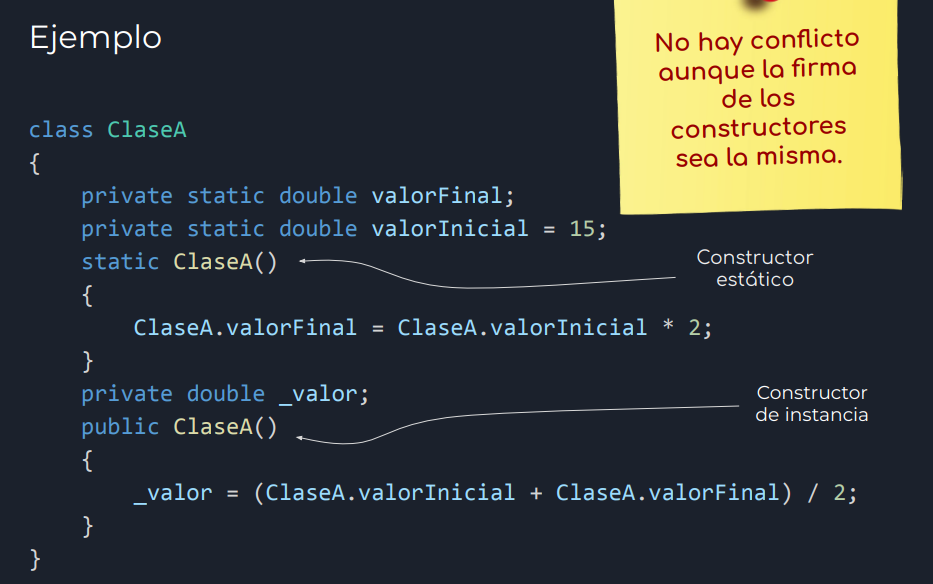 Ejemplo
No hay conflicto
aunque la firma
de los
constructores
sea la misma.
class ClaseA
{
    private static double valorFinal;
    private static double valorInicial = 15;
    static ClaseA()
Constructor
estático
    {
        ClaseA.valorFinal = ClaseA.valorInicial * 2;
    }
    private double _valor;
    public ClaseA()
Constructor
de instancia
    {
        _valor = (ClaseA.valorInicial + ClaseA.valorFinal) / 2;
    }
}